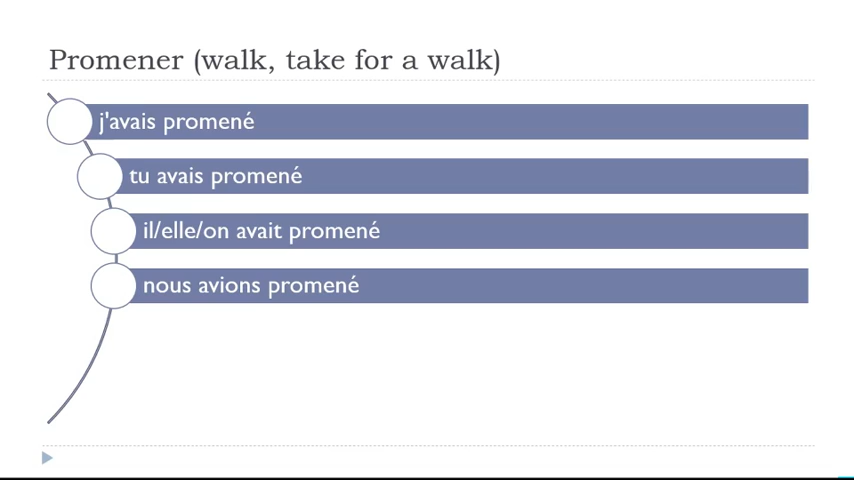 Promener (walk, take for a walk)
j'avais promené
tu avais promené
il/elle/on avait promené
nous avions promené